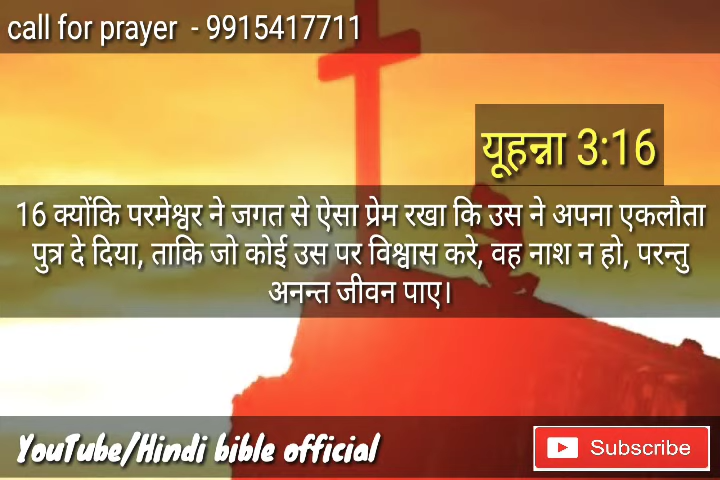 call for prayer - 9915417711
यूहन्ना 3:16
16 क्योंकि परमेश्वर ने जगत से ऐसा प्रेम रखा कि उस ने अपना एकलौता
पुत्र दे दिया, ताकि जो कोई उस पर विश्वास करे, वह नाश न हो, परन्तु
अनन्त जीवन पाए।
YouTube/Hindi bible official
Subscribe